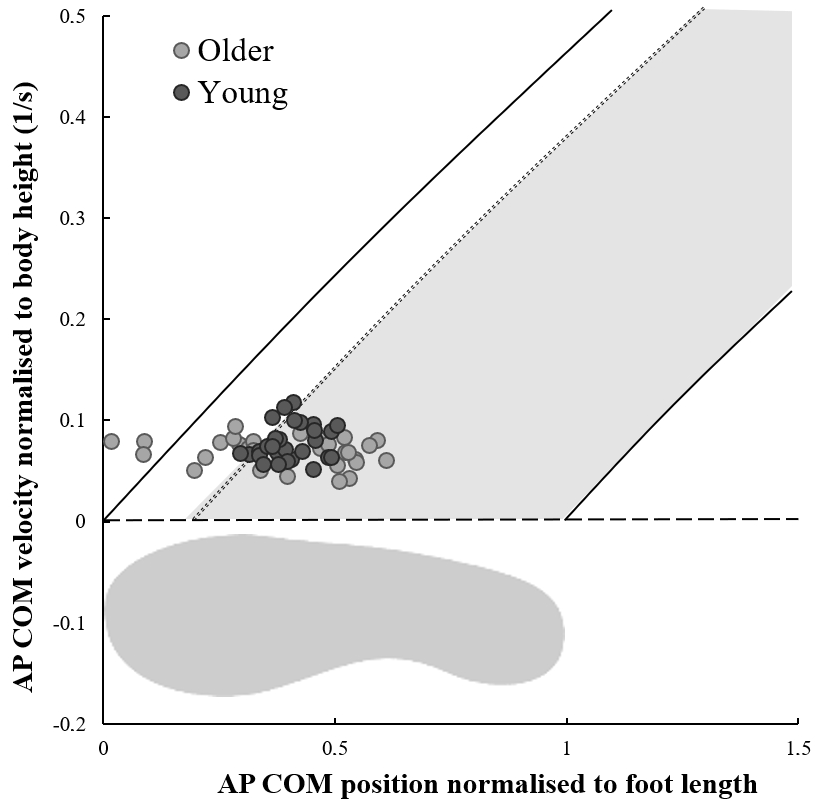 Older
Young
AP COM velocity normalised to body height (1/s)
0.5
0.4
0.3
0.2
0.1
0
-0.1
-0.2
0 0.5 1 1.5
AP COM position normalised to foot length